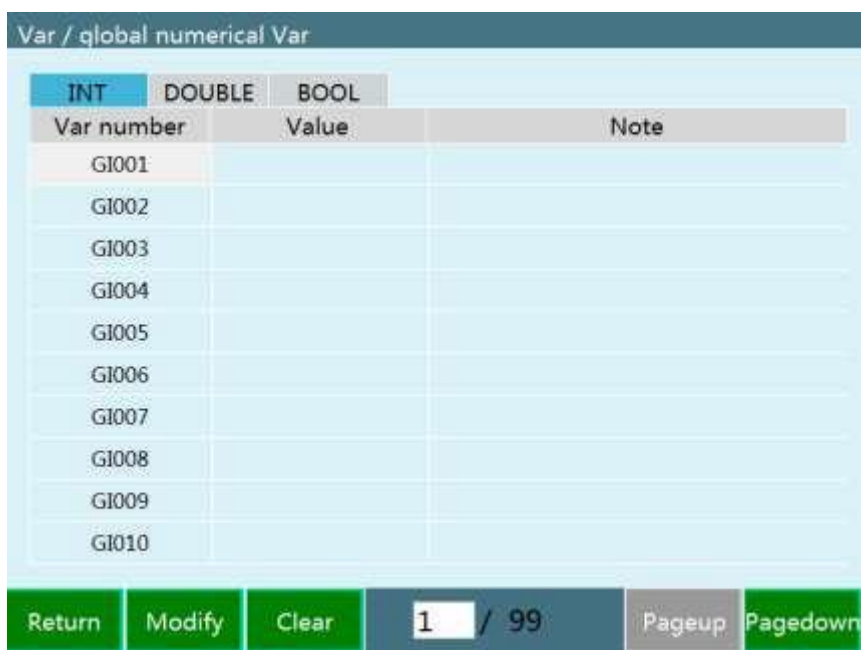 Var / global numerical Var
INT DOUBLE BOOL
Var number Value Note
GI001
GI002
GI003
GI004
GI005
GI006
GI007
GI008
GI009
GI010
Return Modify Clear 1 / 99 Pageup Pagedown